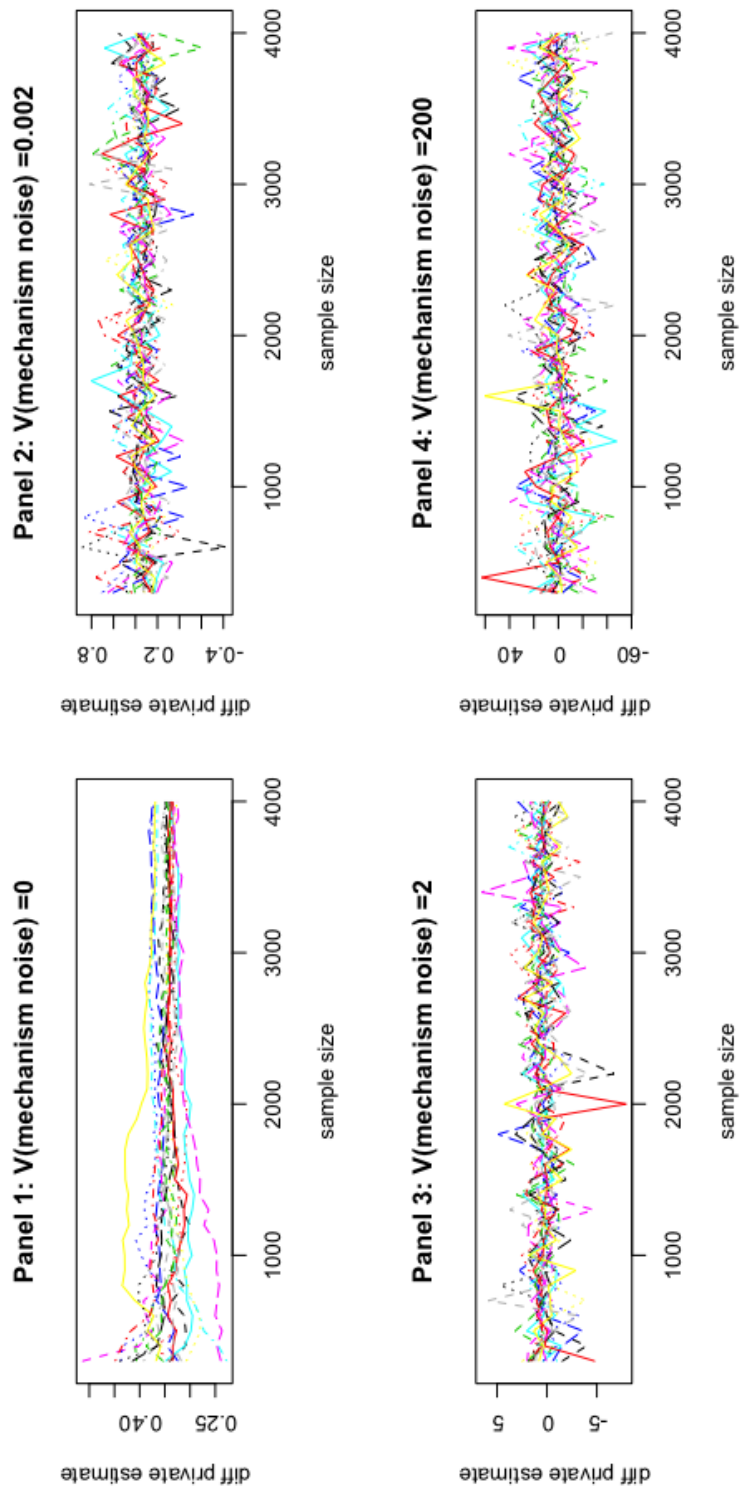 Panel 1: V(mechanism noise) =0
diff private estimate
0.25
0.40
1000
2000
3000
4000
sample size
Panel 2: V(mechanism noise) =0.002
diff private estimate
-0.4
0.2
0.8
1000
2000
3000
4000
sample size
Panel 3: V(mechanism noise) =2
diff private estimate
-5
0
5
1000
2000
3000
4000
sample size
Panel 4: V(mechanism noise) =200
diff private estimate
-60
0
40
1000
2000
3000
4000
sample size